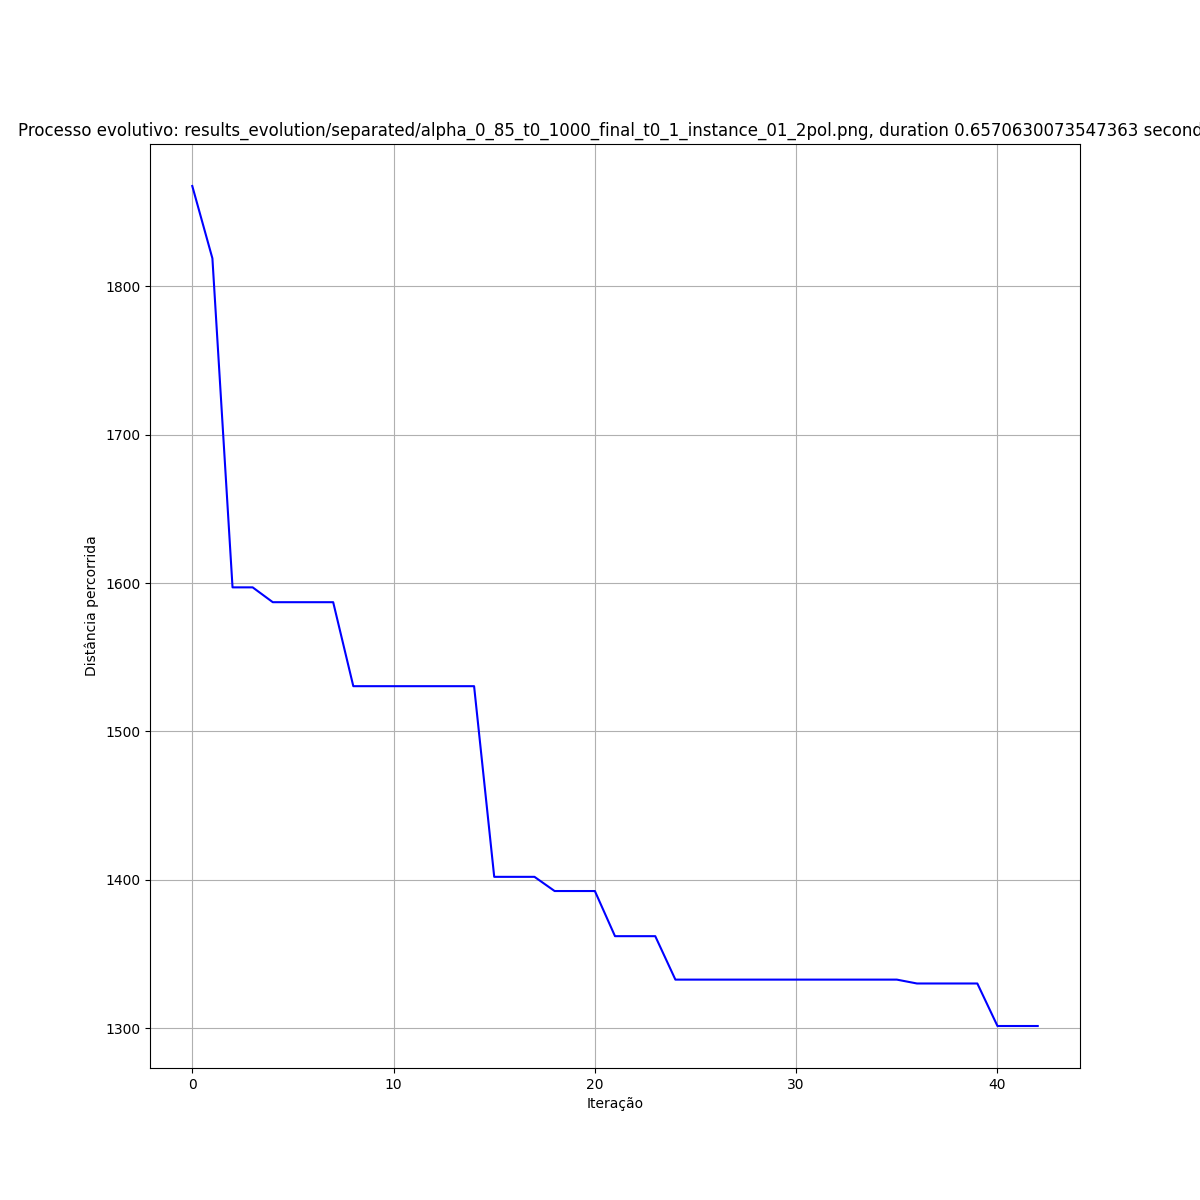 Processo evolutivo: results_evolution/separated/alpha_0_85_t0_1000_final_t0_1_instance_01_2pol.png, duration 0.6570630073547363 second
1800
1700
1600
1500
1400
1300
Distância percorrida
0 10 20 30 40
Iteração